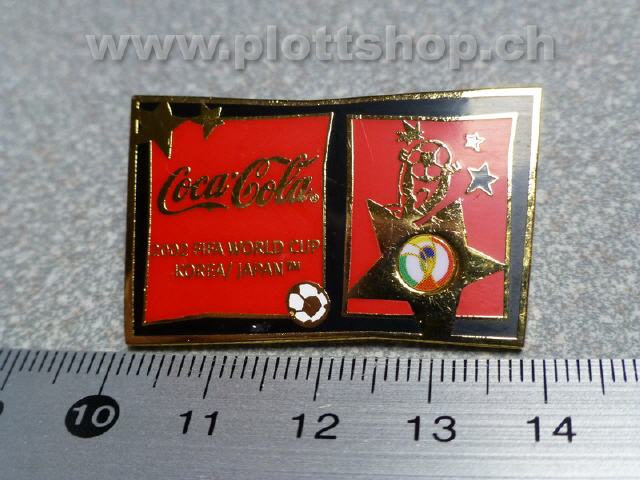 www.plottshop.ch
Coca-Cola®
2002 FIFA WORLD CUP
KOREA/JAPAN™
10 11 12 13 14